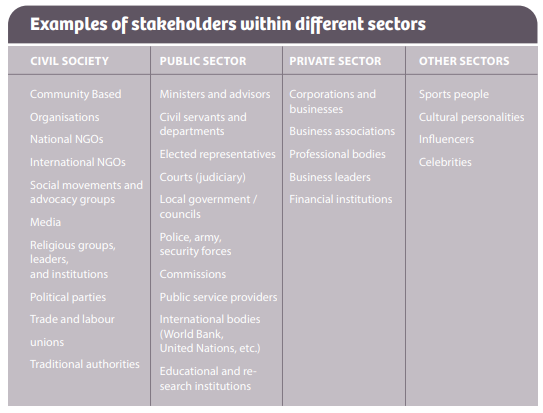 Examples of stakeholders within different sectors
CIVIL SOCIETY
Community Based
Organisations
National NGOs
International NGOs
Social movements and
advocacy groups
Media
Religious groups,
leaders,
and institutions
Political parties
Trade and labour
unions
Traditional authorities
PUBLIC SECTOR
Ministers and advisors
Civil servants and
departments
Elected representatives
Courts (judiciary)
Local government /
councils
Police, army,
security forces
Commissions
Public service providers
International bodies
(World Bank,
United Nations, etc.)
Educational and re-
search institutions
PRIVATE SECTOR
Corporations and
businesses
Business associations
Professional bodies
Business leaders
Financial institutions
OTHER SECTORS
Sports people
Cultural personalities
Influencers
Celebrities